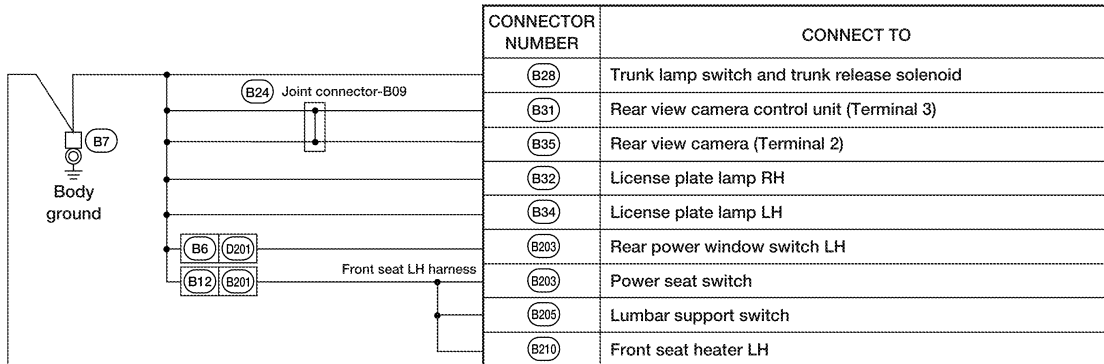 CONNECTOR NUMBER CONNECT TO
B28 Trunk lamp switch and trunk release solenoid
B24 Joint connector-B09
B31 Rear view camera control unit (Terminal 3)
B7
B35 Rear view camera (Terminal 2)
Body ground
B32 License plate lamp RH
B34 License plate lamp LH
B6 D201 B203 Rear power window switch LH
Front seat LH harness
B12 B201 B203 Power seat switch
B205 Lumbar support switch
B210 Front seat heater LH